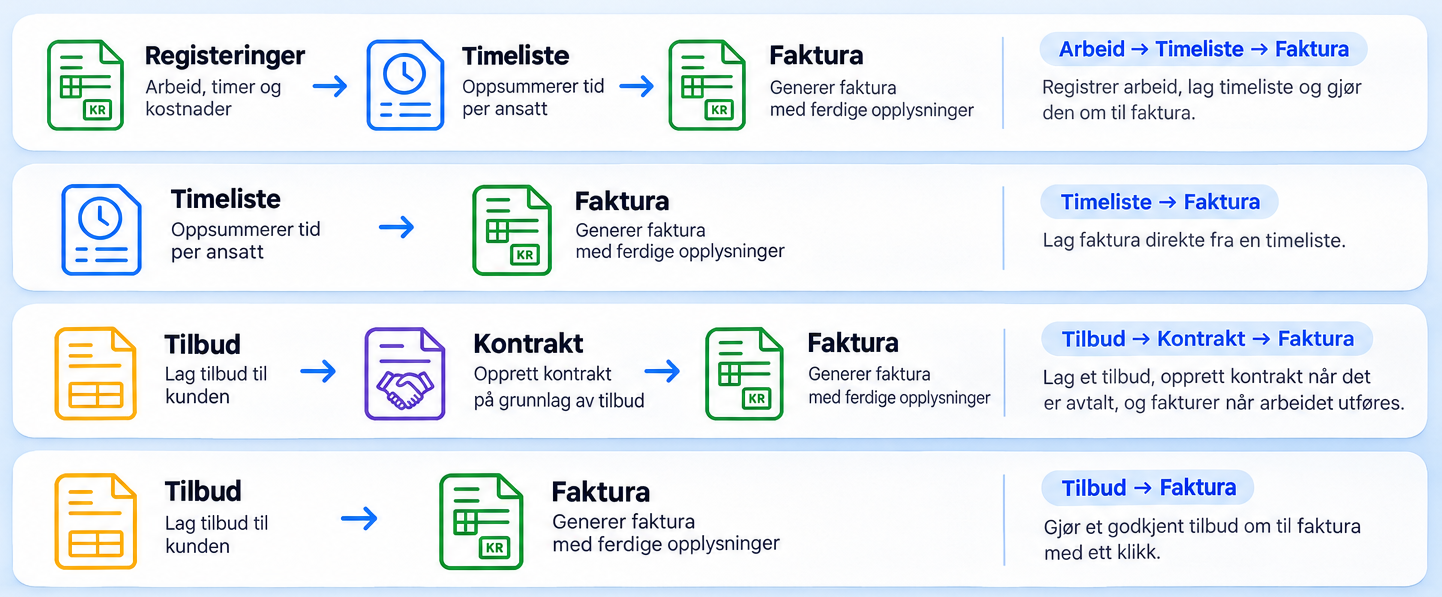 Registeringer
Arbeid, timer og
kostnader
KR
→
Timeliste
Oppsummerer tid
per ansatt
→
Faktura
Generer faktura
med ferdige opplysninger
KR
Arbeid → Timeliste → Faktura
Registrer arbeid, lag timeliste og gjør
den om til faktura.
Timeliste
Oppsummerer tid
per ansatt
→
Faktura
Generer faktura
med ferdige opplysninger
KR
Timeliste → Faktura
Lag faktura direkte fra en timeliste.
Tilbud
Lag tilbud til
kunden
→
Kontrakt
Opprett kontrakt
på grunnlag av tilbud
→
Faktura
Generer faktura
med ferdige opplysninger
KR
Tilbud → Kontrakt → Faktura
Lag et tilbud, opprett kontrakt når det
er avtalt, og fakturer når arbeidet utføres.
Tilbud
Lag tilbud til
kunden
→
Faktura
Generer faktura
med ferdige opplysninger
KR
Tilbud → Faktura
Gjør et godkjent tilbud om til faktura
med ett klikk.